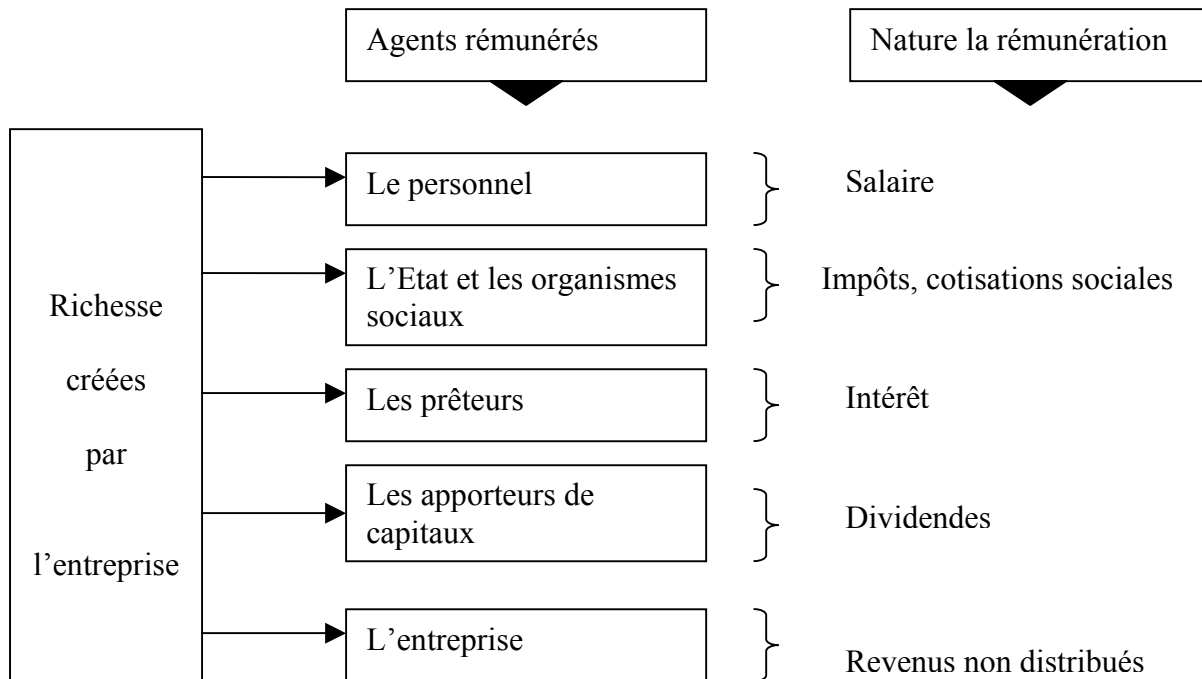 Agents rémunérés
Nature la rémunération
Richesse
créées
par
l’entreprise
Le personnel
Salaire
L’Etat et les organismes
sociaux
Impôts, cotisations sociales
Les prêteurs
Intérêt
Les apporteurs de
capitaux
Dividendes
L’entreprise
Revenus non distribués